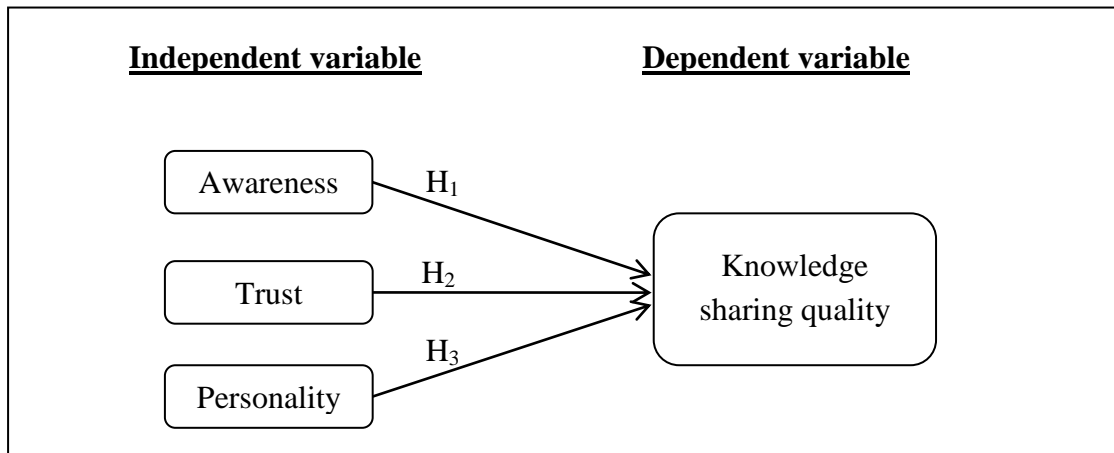 Independent variable
Dependent variable
Awareness
H₁
Trust
H₂
Knowledge
sharing quality
H₃
Personality